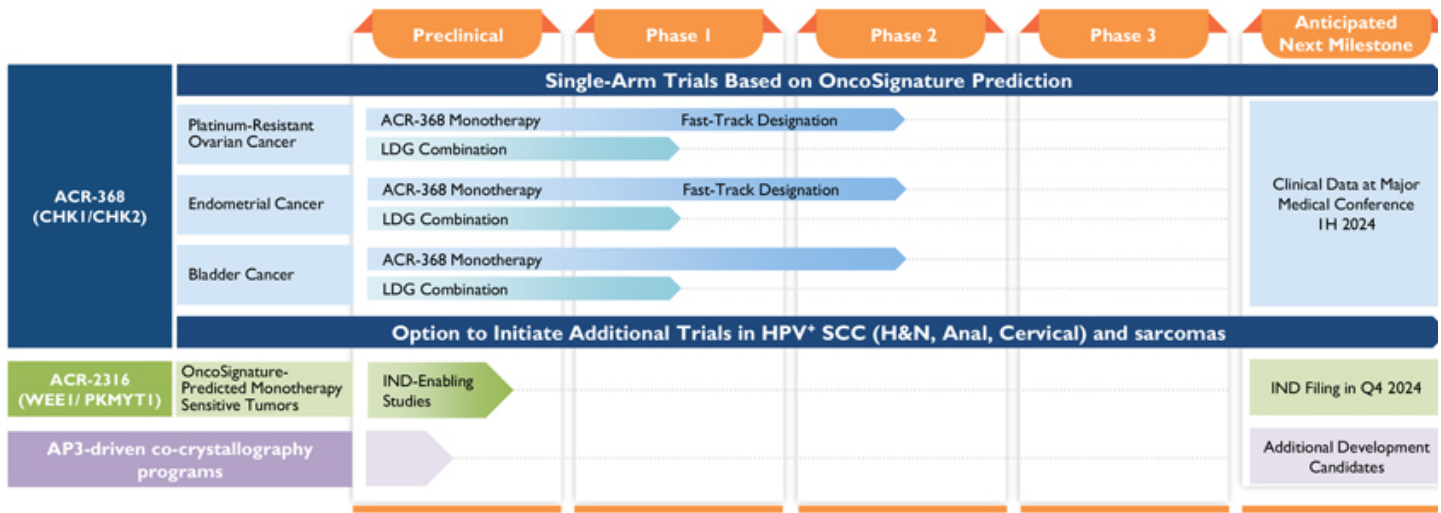 Preclinical
Phase 1
Phase 2
Phase 3
Anticipated
Next Milestone
Single-Arm Trials Based on OncoSignature Prediction
ACR-368
(CHK1/CHK2)
Platinum-Resistant
Ovarian Cancer
ACR-368 Monotherapy
Fast-Track Designation
LDG Combination
Endometrial Cancer
ACR-368 Monotherapy
Fast-Track Designation
LDG Combination
Bladder Cancer
ACR-368 Monotherapy
LDG Combination
Clinical Data at Major
Medical Conference
1H 2024
Option to Initiate Additional Trials in HPV⁺ SCC (H&N, Anal, Cervical) and sarcomas
ACR-2316
(WEE1/ PKMYT1)
OncoSignature-
Predicted Monotherapy
Sensitive Tumors
IND-Enabling
Studies
IND Filing in Q4 2024
AP3-driven co-crystallography
programs
Additional Development
Candidates